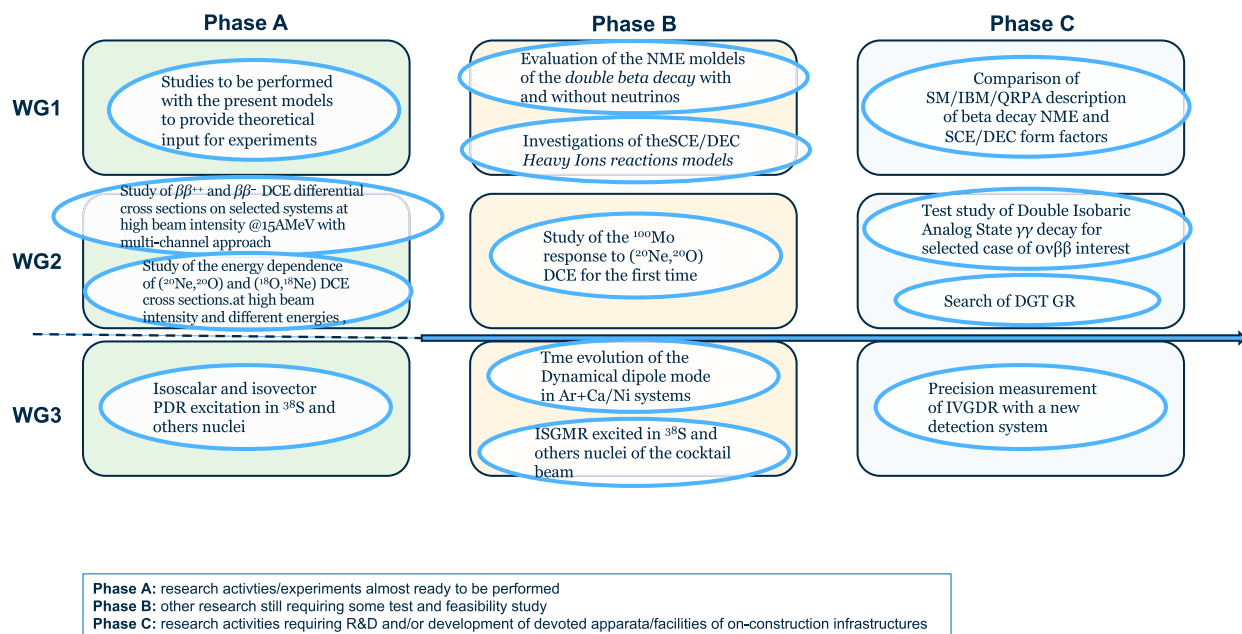 Phase A
Phase B
Phase C
WG1
Studies to be performed
with the present models
to provide theoretical
input for experiments
Evaluation of the NME moldels
of the double beta decay with
and without neutrinos
Investigations of theSCE/DEC
Heavy Ions reactions models
Comparison of
SM/IBM/QRPA description
of beta decay NME and
SCE/DEC form factors
WG2
Study of ββ⁺⁺ and ββ⁻ DCE differential
cross sections on selected systems at
high beam intensity @15AMeV with
multi-channel approach
Study of the energy dependence
of (²⁰Ne,²⁰O) and (¹⁸O,¹⁸Ne) DCE
cross sections.at high beam
intensity and different energies ,
Study of the ¹⁰⁰Mo
response to (²⁰Ne,²⁰O)
DCE for the first time
Test study of Double Isobaric
Analog State γγ decay for
selected case of 0νββ interest
Search of DGT GR
WG3
Isoscalar and isovector
PDR excitation in ³⁸S and
others nuclei
Tme evolution of the
Dynamical dipole mode
in Ar+Ca/Ni systems
ISGMR excited in ³⁸S and
others nuclei of the cocktail
beam
Precision measurement
of IVGDR with a new
detection system
Phase A: research activties/experiments almost ready to be performed
Phase B: other research still requiring some test and feasibility study
Phase C: research activities requiring R&D and/or development of devoted apparata/facilities of on-construction infrastructures